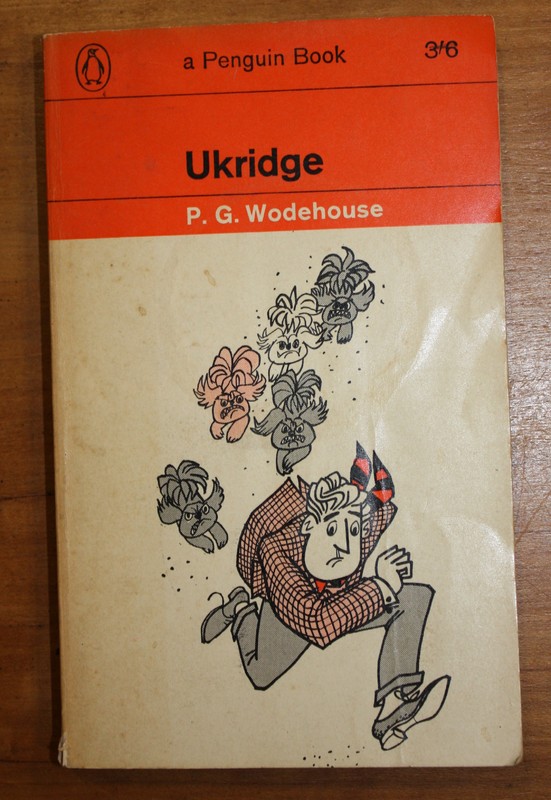 a Penguin Book 3/6
Ukridge
P. G. Wodehouse